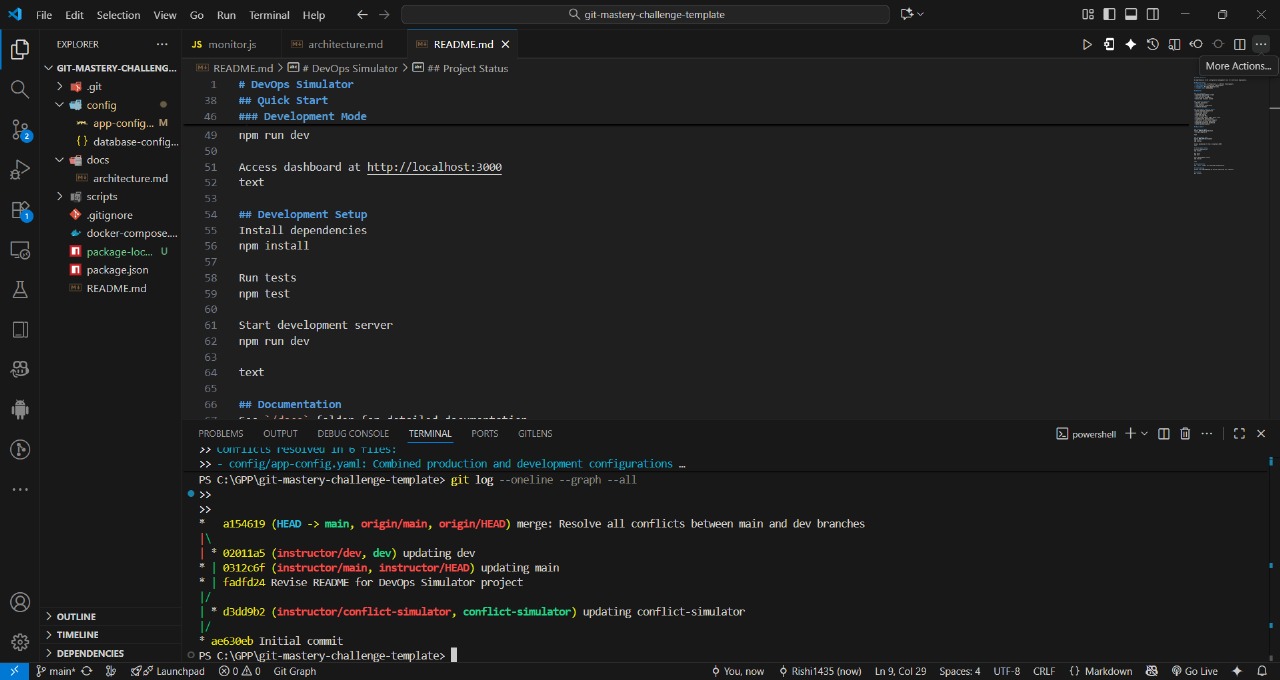 File Edit Selection View Go Run Terminal Help
git-mastery-challenge-template
EXPLORER
JS monitor.js
architecture.md
README.md
More Actions...
GIT-MASTERY-CHALLENG...
README.md > # DevOps Simulator > ## Project Status
.git
config
app-config... M
{} database-config...
docs
architecture.md
scripts
.gitignore
docker-compose....
package-loc... U
package.json
README.md
2
1
1 # DevOps Simulator
38 ## Quick Start
46 ### Development Mode
49 npm run dev
50
51 Access dashboard at http://localhost:3000
52 text
53
54 ## Development Setup
55 Install dependencies
56 npm install
57
58 Run tests
59 npm test
60
61 Start development server
62 npm run dev
63
64 text
65
66 ## Documentation
PROBLEMS OUTPUT DEBUG CONSOLE TERMINAL PORTS GITLENS
powershell
>> Conflicts resolved in 6 files:
>> - config/app-config.yaml: Combined production and development configurations …
PS C:\GPP\git-mastery-challenge-template> git log --oneline --graph --all
>>
>>
*   a154619 (HEAD -> main, origin/main, origin/HEAD) merge: Resolve all conflicts between main and dev branches
|\
| * 02011a5 (instructor/dev, dev) updating dev
* | 0312c6f (instructor/main, instructor/HEAD) updating main
* | fadfd24 Revise README for DevOps Simulator project
|/
| * d3dd9b2 (instructor/conflict-simulator, conflict-simulator) updating conflict-simulator
|/
* ae630eb Initial commit
PS C:\GPP\git-mastery-challenge-template>
OUTLINE
TIMELINE
DEPENDENCIES
main* Launchpad 0 0 Git Graph You, now Rishi1435 (now) Ln 9, Col 29 Spaces: 4 UTF-8 CRLF {} Markdown Go Live